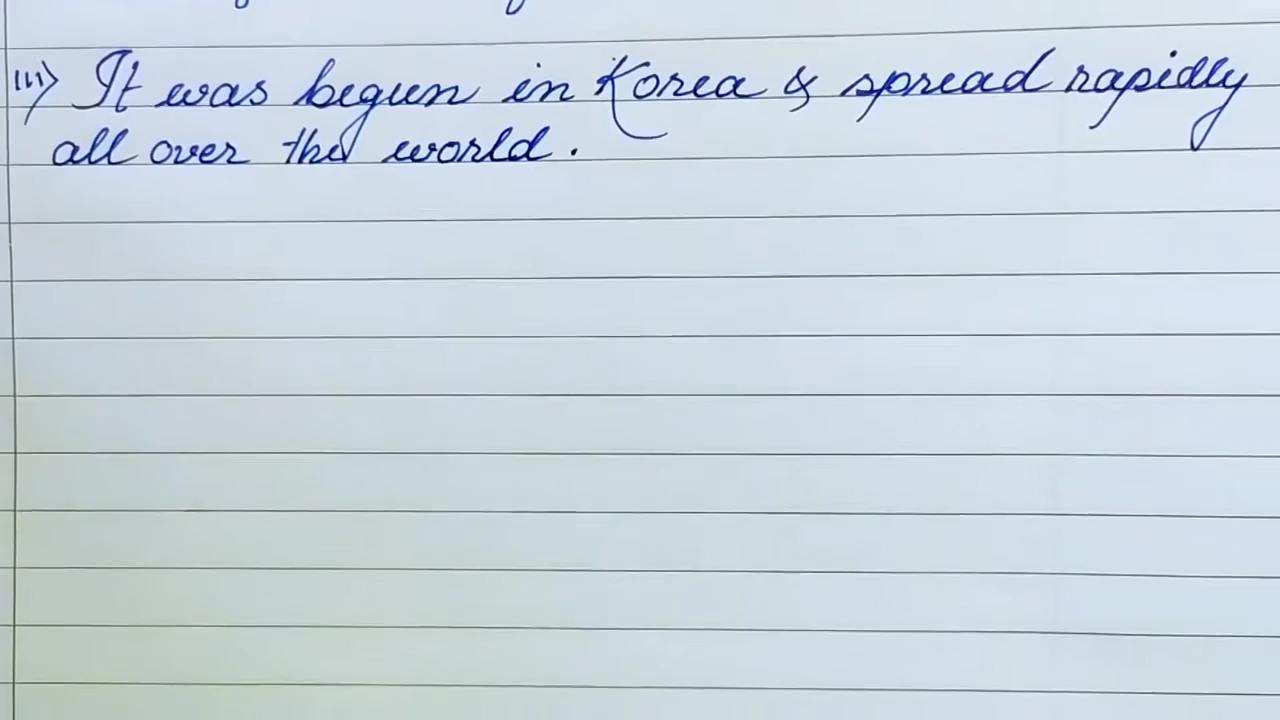 iii) It was begun in Korea & spread rapidly
all over the world.